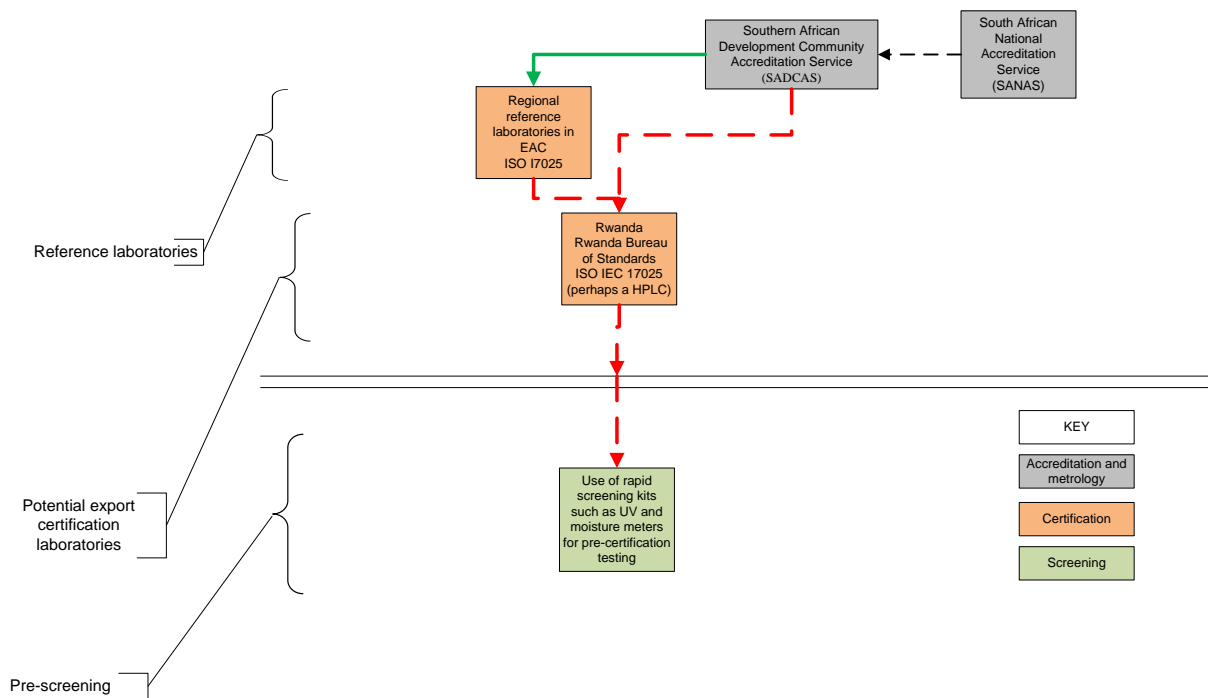 Southern African
Development Community
Accreditation Service
(SADCAS)
South African
National
Accreditation
Service
(SANAS)
Regional
reference
laboratories in
EAC
ISO I7025
Reference laboratories
Rwanda
Rwanda Bureau
of Standards
ISO IEC 17025
(perhaps a HPLC)
KEY
Accreditation and
metrology
Certification
Screening
Use of rapid
screening kits
such as UV and
moisture meters
for pre-certification
testing
Potential export
certification
laboratories
Pre-screening